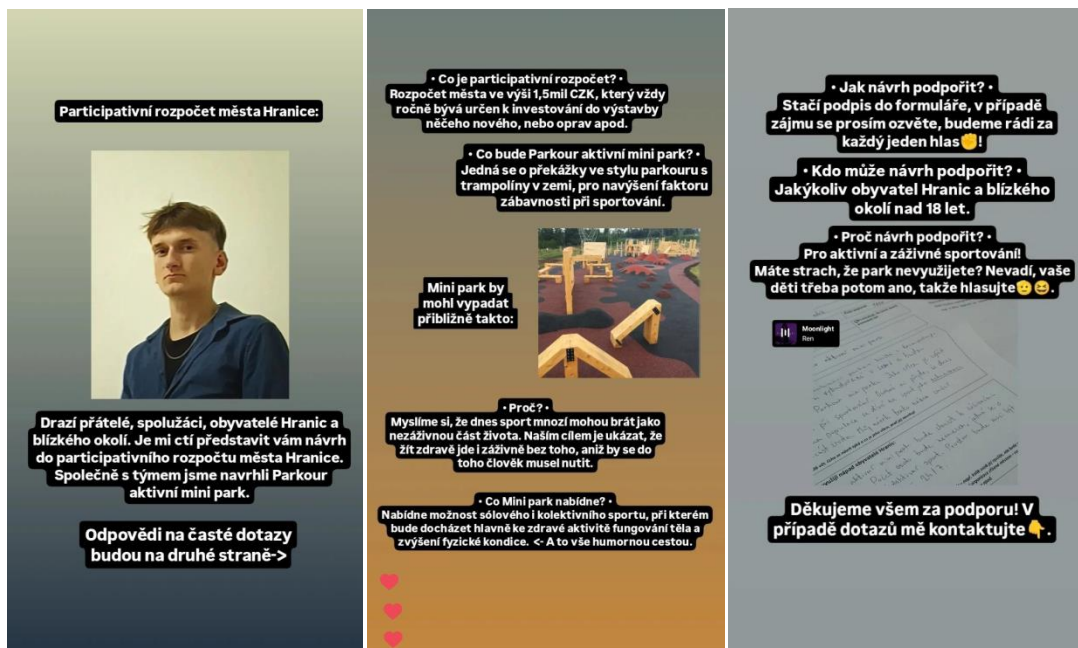 Participativní rozpočet města Hranice:
Drazí přátelé, spolužáci, obyvatelé Hranic a
blízkého okolí. Je mi ctí představit vám návrh
do participativního rozpočtu města Hranice.
Společně s týmem jsme navrhli Parkour
aktivní mini park.
Odpovědi na časté dotazy
budou na druhé straně->
• Co je participativní rozpočet? •
Rozpočet města ve výši 1,5mil CZK, který vždy
ročně bývá určen k investování do výstavby
něčeho nového, nebo oprav apod.
• Co bude Parkour aktivní mini park? •
Jedná se o překážky ve stylu parkouru s
trampolíny v zemi, pro navýšení faktoru
zábavnosti při sportování.
Mini park by
mohl vypadat
přibližně takto:
• Proč? •
Myslíme si, že dnes sport mnozí mohou brát jako
nezáživnou část života. Naším cílem je ukázat, že
žít zdravě jde i záživně bez toho, aniž by se do
toho člověk musel nutit.
• Co Mini park nabídne? •
Nabídne možnost sólového i kolektivního sportu, při kterém
bude docházet hlavně ke zdravé aktivitě fungování těla a
zvýšení fyzické kondice. <- A to vše humornou cestou.
• Jak návrh podpořit? •
Stačí podpis do formuláře, v případě
zájmu se prosím ozvěte, budeme rádi za
každý jeden hlas✊!
• Kdo může návrh podpořit? •
Jakýkoliv obyvatel Hranic a blízkého
okolí nad 18 let.
• Proč návrh podpořit? •
Pro aktivní a záživné sportování!
Máte strach, že park nevyužijete? Nevadí, vaše
děti třeba potom ano, takže hlasujte🫡😆.
Moonlight
Ren
Děkujeme všem za podporu! V
případě dotazů mě kontaktujte👇.